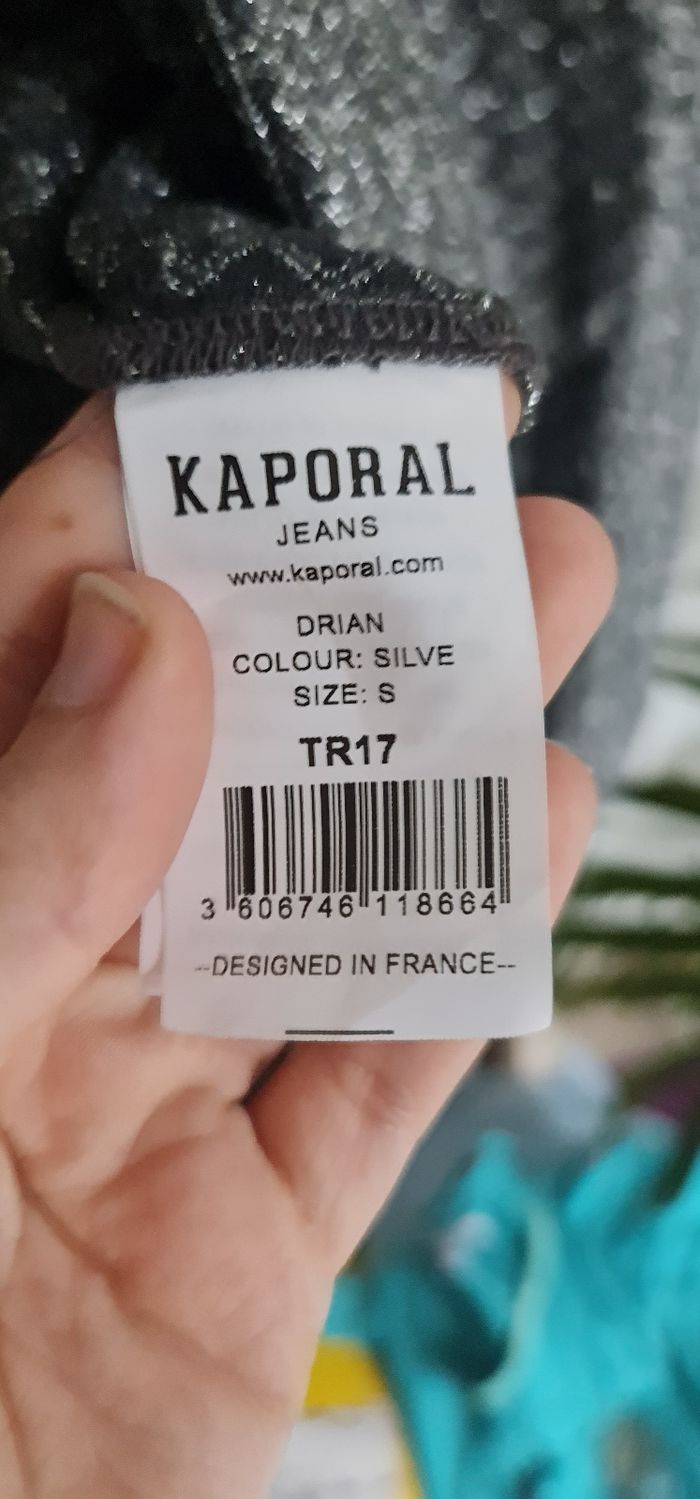 KAPORAL
JEANS
www.kaporal.com
DRIAN
COLOUR: SILVE
SIZE: S
TR17
3 606746 118664
--DESIGNED IN FRANCE--